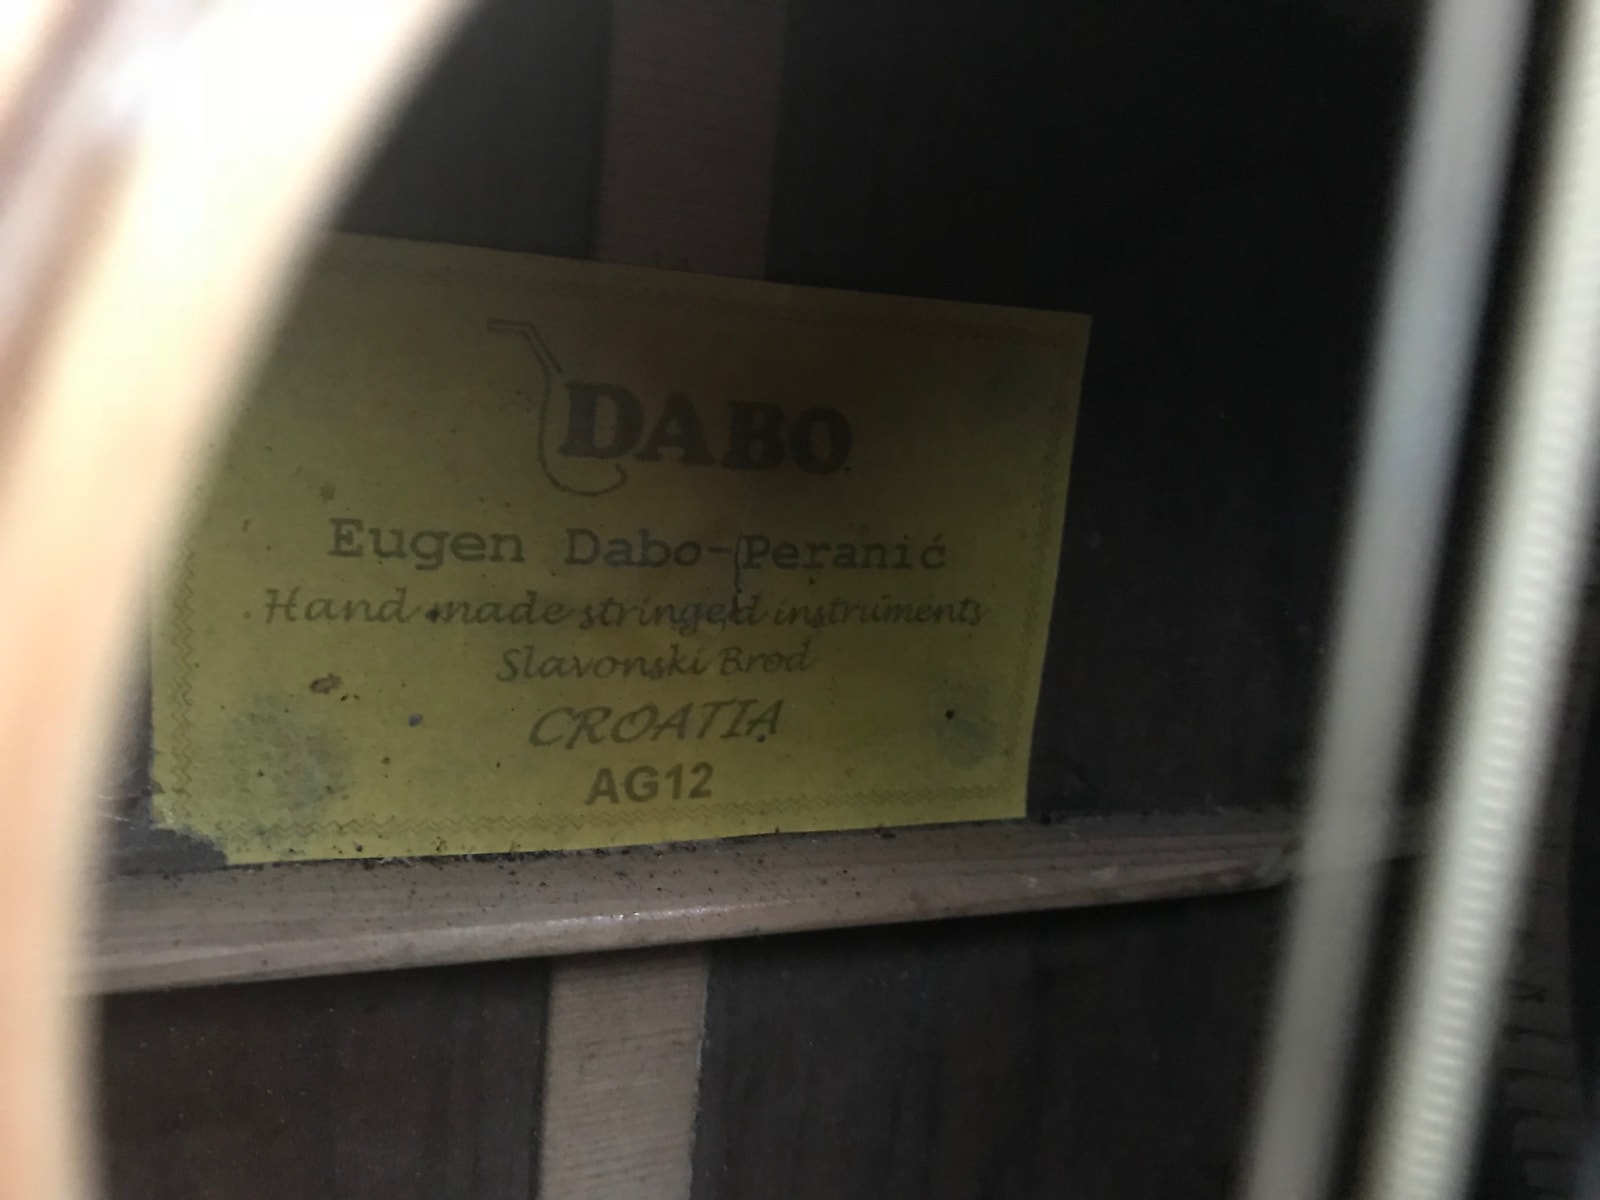 DABO
Eugen Dabo-Peranić
Hand made stringed instruments
Slavonski Brod
CROATIA
AG12